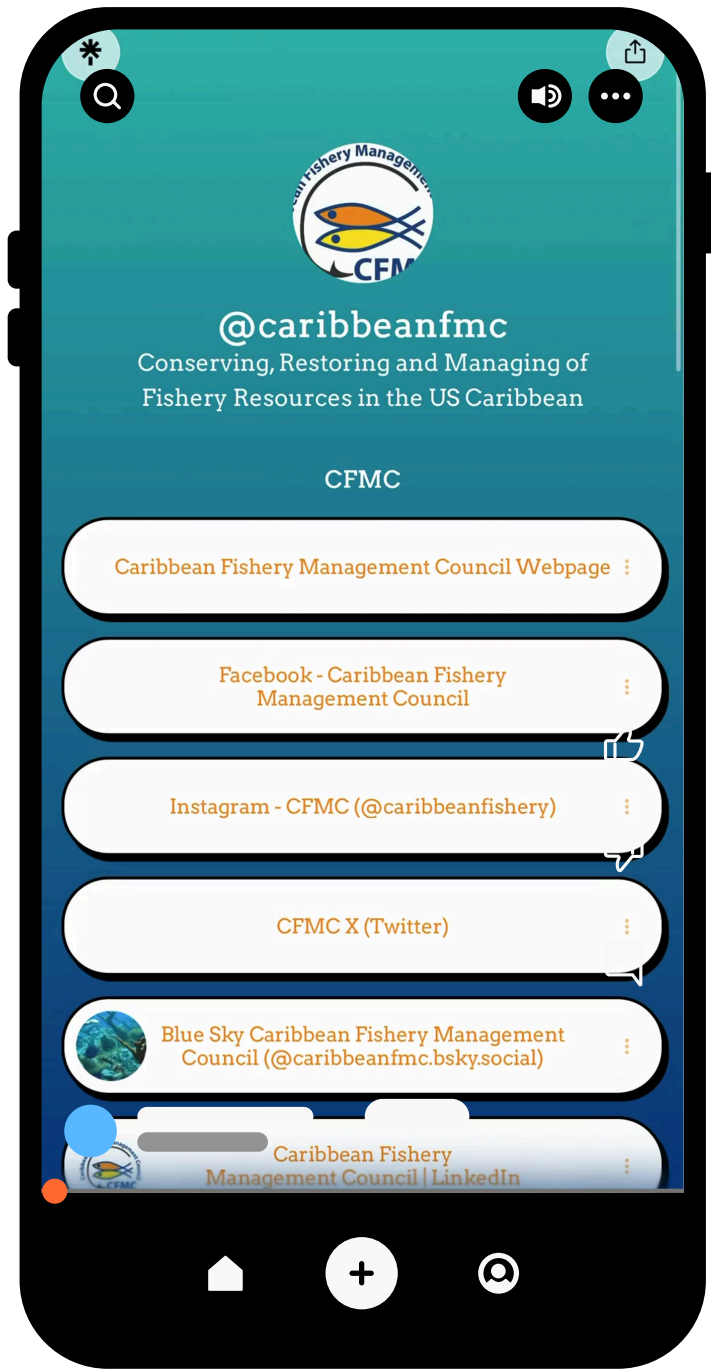 Fishery Management
CFM
@caribbeanfmc
Conserving, Restoring and Managing of
Fishery Resources in the US Caribbean
CFMC
Caribbean Fishery Management Council Webpage
Facebook - Caribbean Fishery
Management Council
Instagram - CFMC (@caribbeanfishery)
CFMC X (Twitter)
Blue Sky Caribbean Fishery Management
Council (@caribbeanfmc.bsky.social)
Caribbean Fishery
Management Council | LinkedIn
CFMC